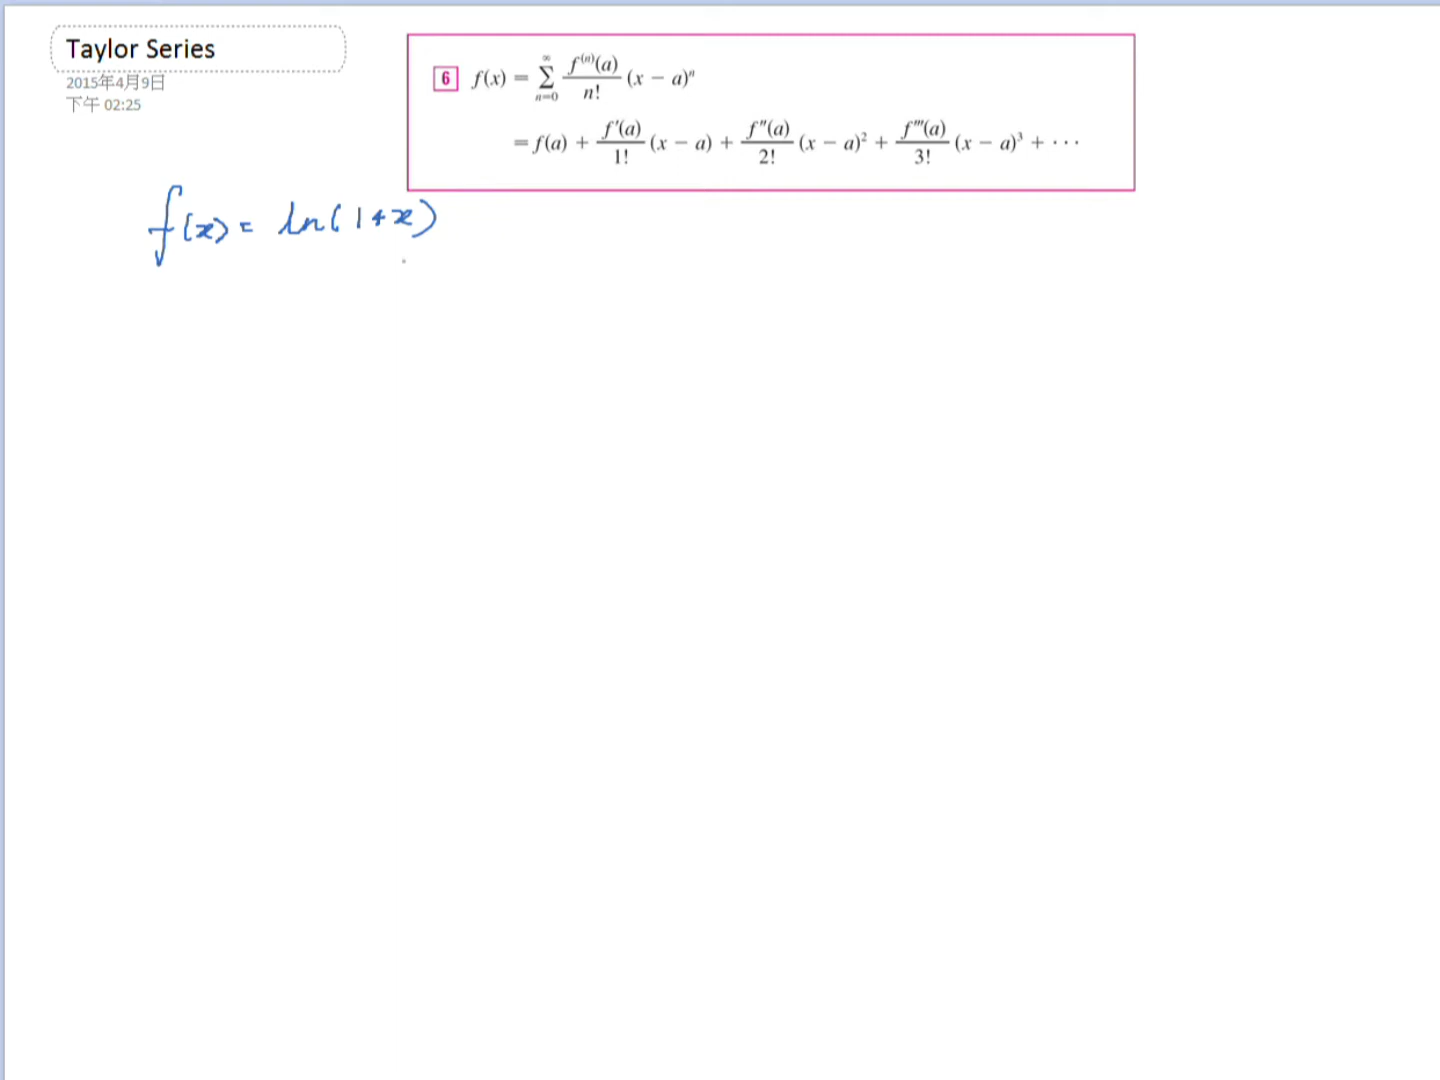 Taylor Series
2015年4月9日
下午 02:25
6 f(x) = ∑_{n=0}^{∞} f⁽ⁿ⁾(a)/n! (x − a)ⁿ
= f(a) + f′(a)/1! (x − a) + f″(a)/2! (x − a)² + f‴(a)/3! (x − a)³ + ···
f(x) = ln(1+x)